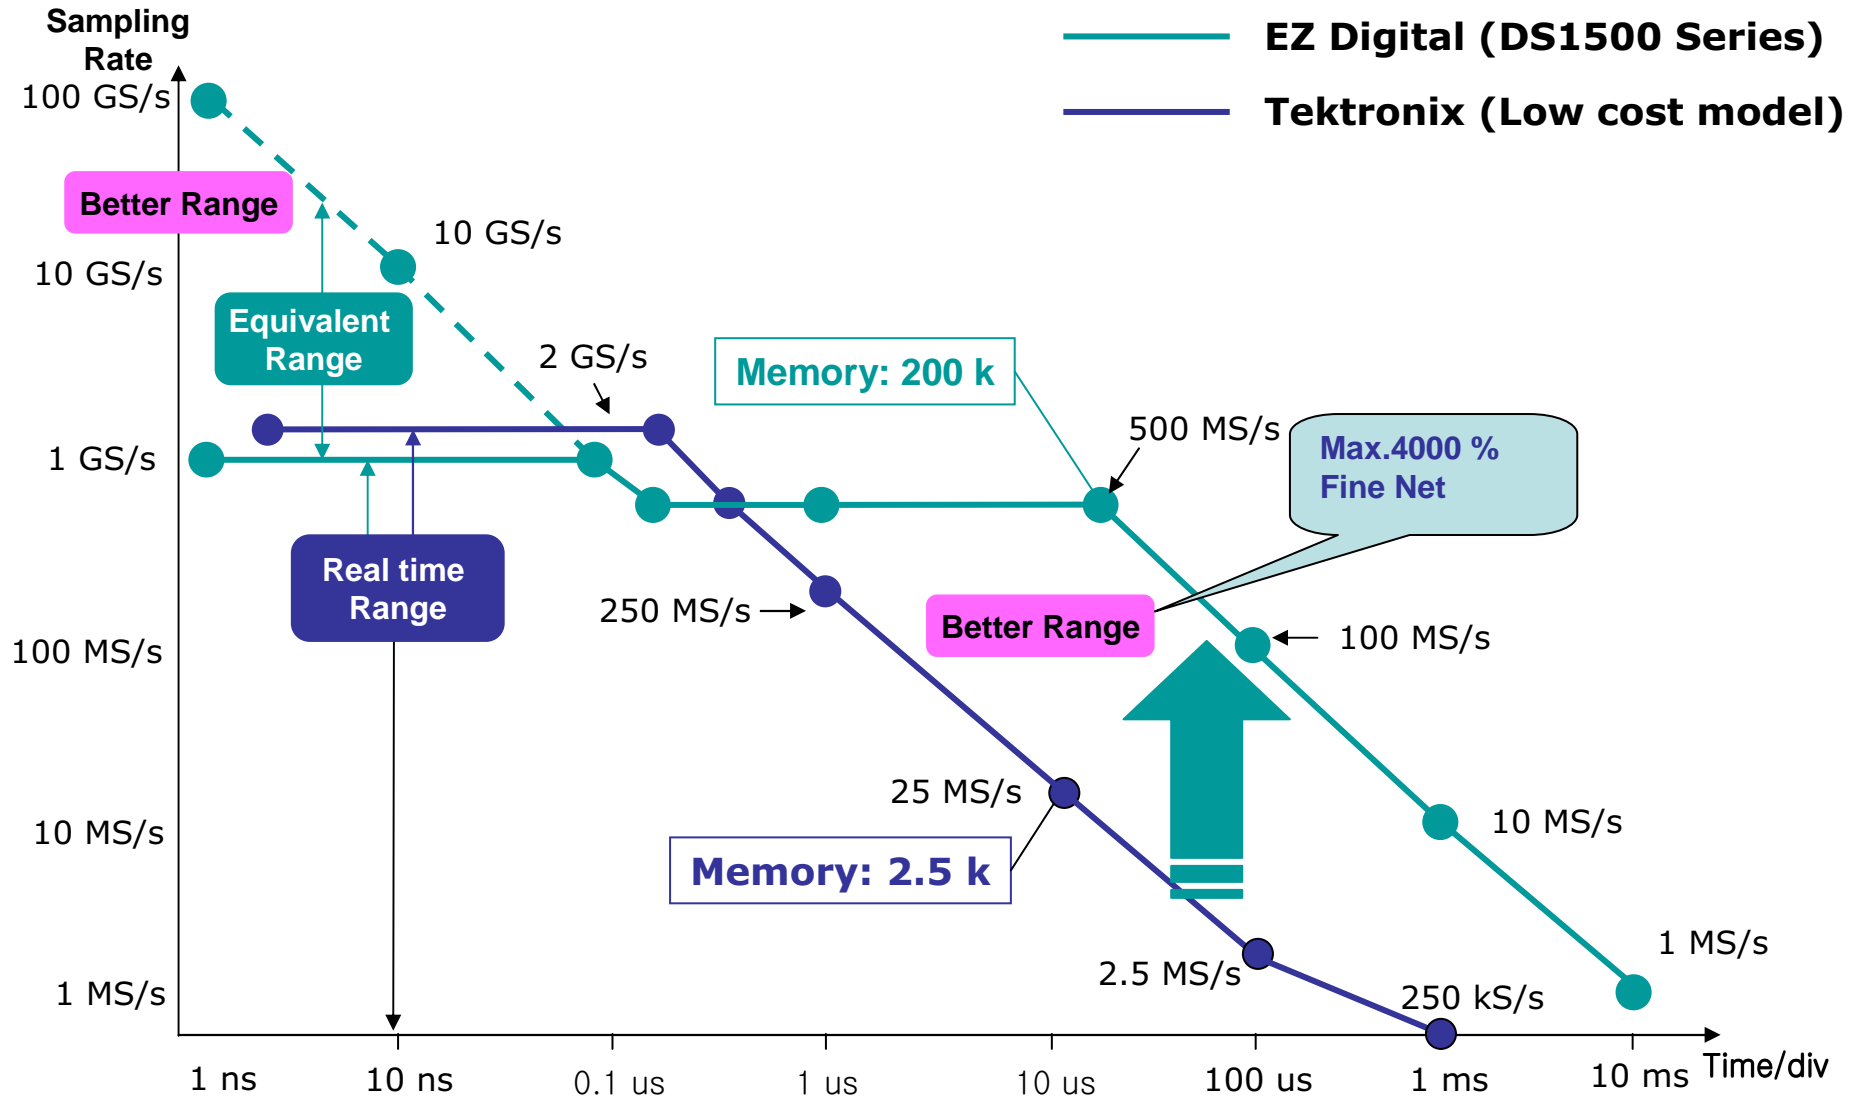 Sampling
Rate
EZ Digital (DS1500 Series)
Tektronix (Low cost model)
100 GS/s
Better Range
10 GS/s
10 GS/s
Equivalent
Range
2 GS/s
Memory: 200 k
500 MS/s
Max.4000 %
Fine Net
1 GS/s
Real time
Range
250 MS/s
Better Range
100 MS/s
100 MS/s
25 MS/s
10 MS/s
10 MS/s
Memory: 2.5 k
1 MS/s
2.5 MS/s
250 kS/s
1 MS/s
1 ns
10 ns
0.1 us
1 us
10 us
100 us
1 ms
10 ms
Time/div